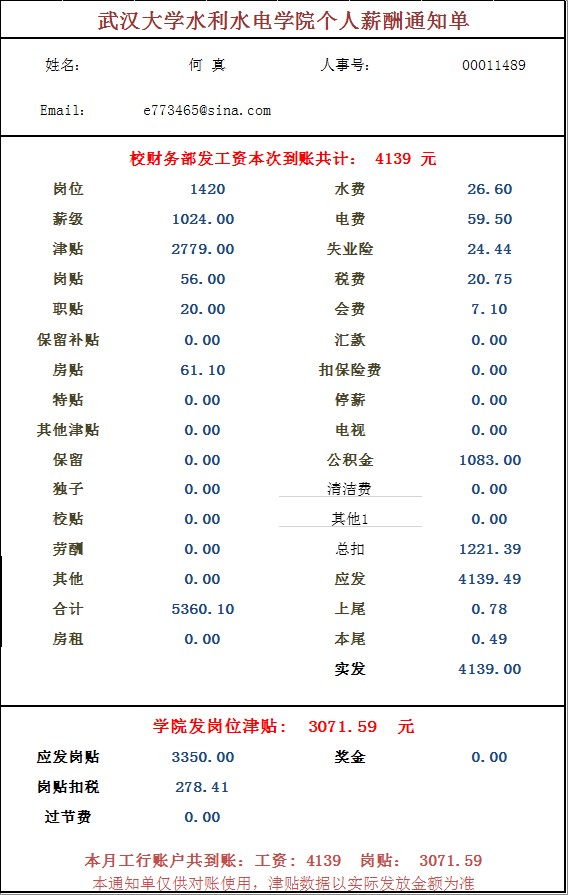 武汉大学水利水电学院个人薪酬通知单
姓名: 何 真 人事号: 00011489
Email: e773465@sina.com
校财务部发工资本次到账共计: 4139 元
岗位 1420 水费 26.60
薪级 1024.00 电费 59.50
津贴 2779.00 失业险 24.44
岗贴 56.00 税费 20.75
职贴 20.00 会费 7.10
保留补贴 0.00 汇款 0.00
房贴 61.10 扣保险费 0.00
特贴 0.00 停薪 0.00
其他津贴 0.00 电视 0.00
保留 0.00 公积金 1083.00
独子 0.00 清洁费 0.00
校贴 0.00 其他1 0.00
劳酬 0.00 总扣 1221.39
其他 0.00 应发 4139.49
合计 5360.10 上尾 0.78
房租 0.00 本尾 0.49
实发 4139.00
学院发岗位津贴: 3071.59 元
应发岗贴 3350.00 奖金 0.00
岗贴扣税 278.41
过节费 0.00
本月工行账户共到账: 工资: 4139 岗贴: 3071.59
本通知单仅供对账使用，津贴数据以实际发放金额为准